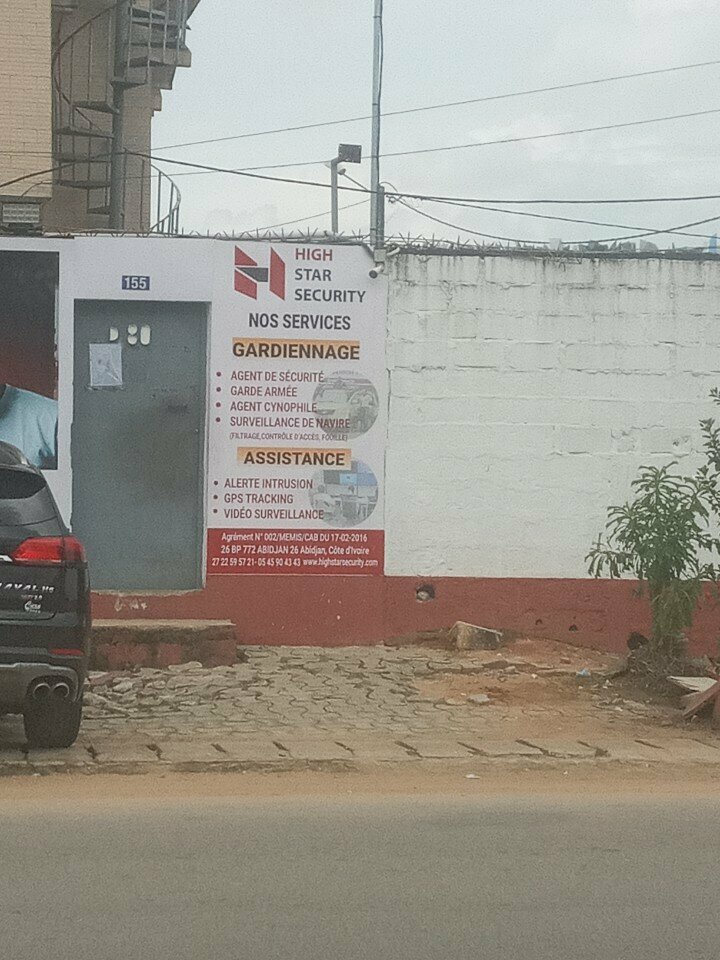 155
HIGH
STAR
SECURITY
NOS SERVICES
GARDIENNAGE
• AGENT DE SÉCURITÉ
• GARDE ARMÉE
• AGENT CYNOPHILE
• SURVEILLANCE DE NAVIRE
(FILTRAGE,CONTRÔLE D'ACCES, FOUILLE)
ASSISTANCE
• ALERTE INTRUSION
• GPS TRACKING
• VIDÉO SURVEILLANCE
Agrément N° 002/MEMIS/CAB DU 17-02-2016
26 BP 772 ABIDJAN 26 Abidjan, Côte d'Ivoire
27 22 59 57 21- 05 45 90 43 43 www.highstarsecurity.com